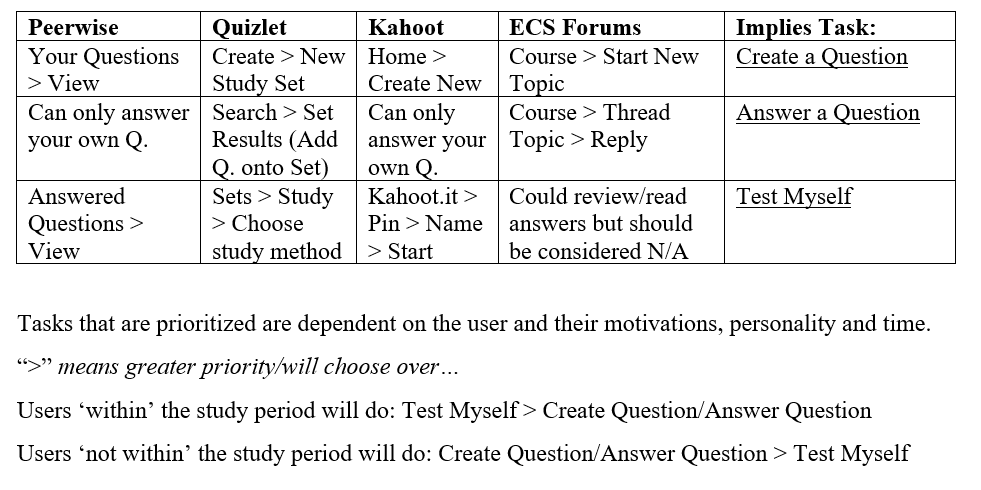 Peerwise Quizlet Kahoot ECS Forums Implies Task:
Your Questions > View
Create > New Study Set
Home > Create New
Course > Start New Topic
Create a Question
Can only answer your own Q.
Search > Set Results (Add Q. onto Set)
Can only answer your own Q.
Course > Thread Topic > Reply
Answer a Question
Answered Questions > View
Sets > Study > Choose study method
Kahoot.it > Pin > Name > Start
Could review/read answers but should be considered N/A
Test Myself
Tasks that are prioritized are dependent on the user and their motivations, personality and time.
“>” means greater priority/will choose over…
Users ‘within’ the study period will do: Test Myself > Create Question/Answer Question
Users ‘not within’ the study period will do: Create Question/Answer Question > Test Myself